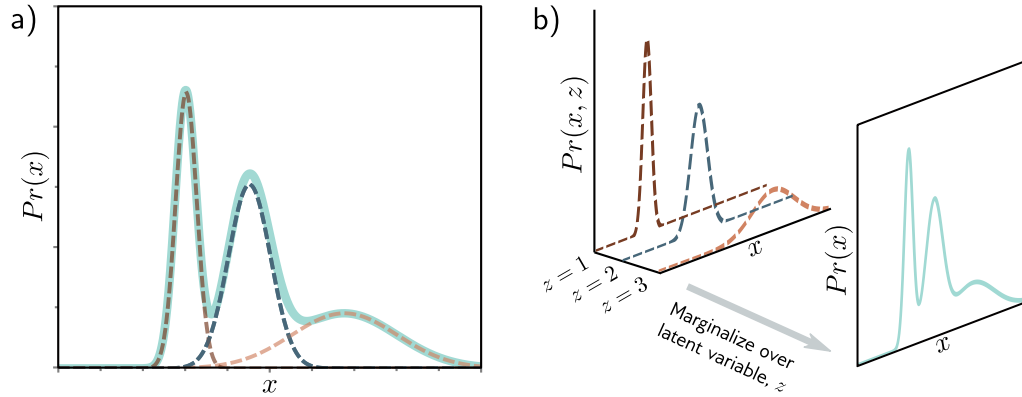 a)
Pr(x)
x
b)
Pr(x, z)
z = 1
z = 2
z = 3
x
Marginalize over
latent variable, z
Pr(x)
x